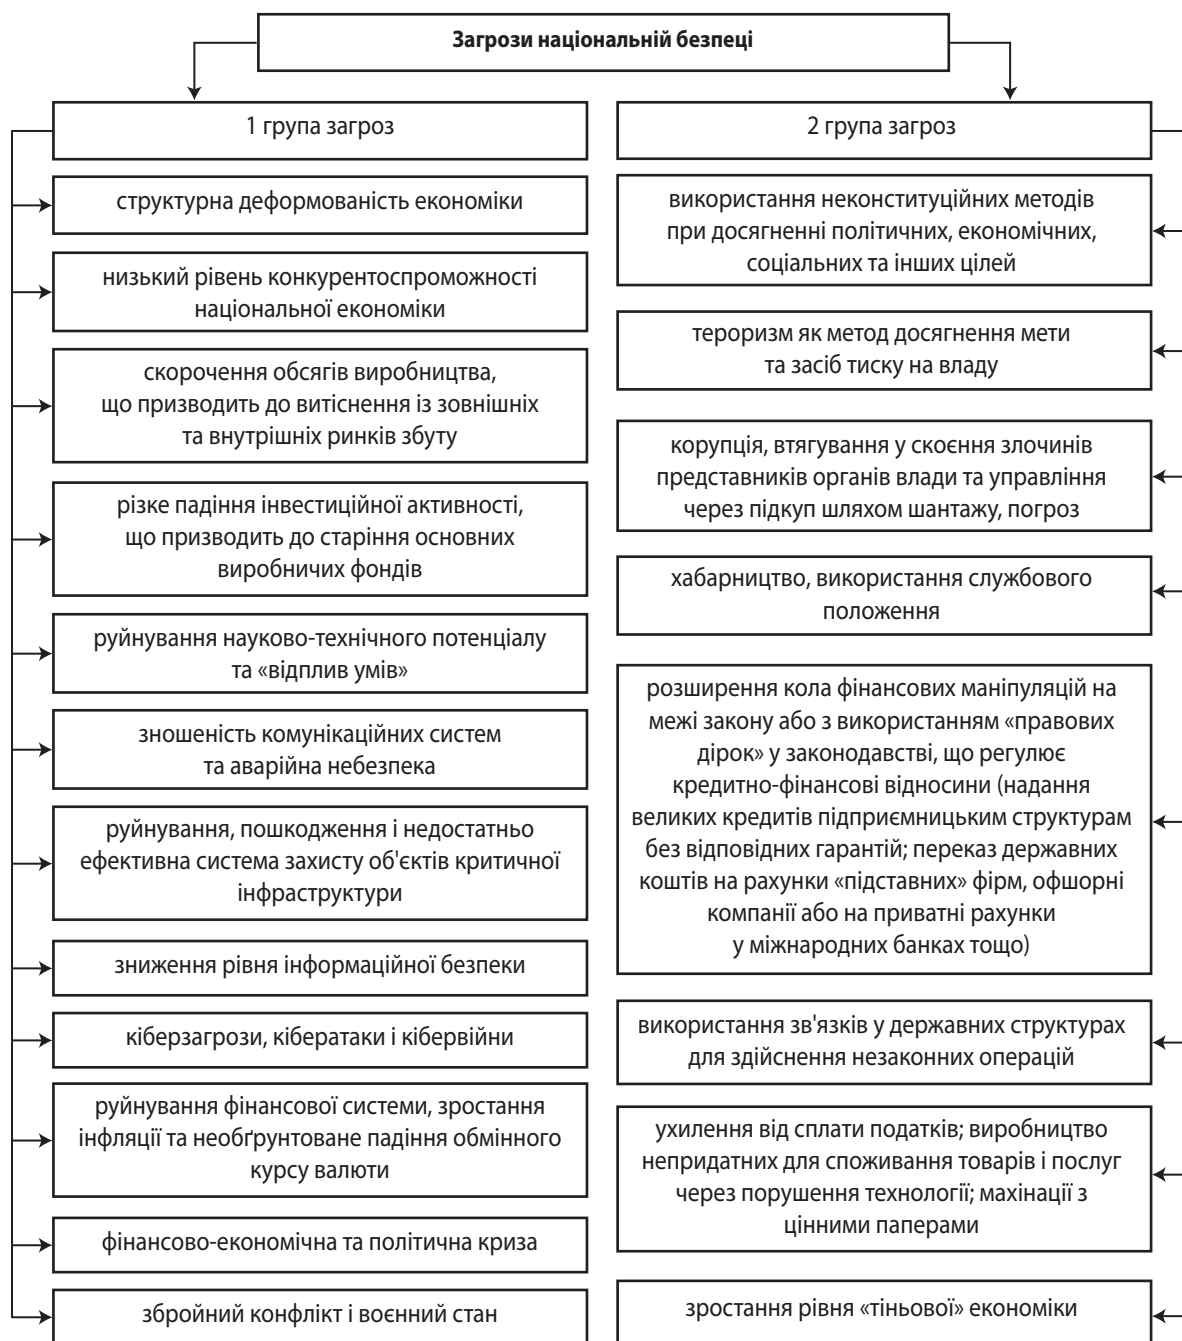 Загрози національній безпеці
1 група загроз
структурна деформованість економіки
низький рівень конкурентоспроможності
національної економіки
скорочення обсягів виробництва,
що призводить до витіснення із зовнішніх
та внутрішніх ринків збуту
різке падіння інвестиційної активності,
що призводить до старіння основних
виробничих фондів
руйнування науково-технічного потенціалу
та «відплив умів»
зношеність комунікаційних систем
та аварійна небезпека
руйнування, пошкодження і недостатньо
ефективна система захисту об'єктів критичної
інфраструктури
зниження рівня інформаційної безпеки
кіберзагрози, кібератаки і кібервійни
руйнування фінансової системи, зростання
інфляції та необґрунтоване падіння обмінного
курсу валюти
фінансово-економічна та політична криза
збройний конфлікт і воєнний стан
2 група загроз
використання неконституційних методів
при досягненні політичних, економічних,
соціальних та інших цілей
тероризм як метод досягнення мети
та засіб тиску на владу
корупція, втягування у скоєння злочинів
представників органів влади та управління
через підкуп шляхом шантажу, погроз
хабарництво, використання службового
положення
розширення кола фінансових маніпуляцій на
межі закону або з використанням «правових
дірок» у законодавстві, що регулює
кредитно-фінансові відносини (надання
великих кредитів підприємницьким структурам
без відповідних гарантій; переказ державних
коштів на рахунки «підставних» фірм, офшорні
компанії або на приватні рахунки
у міжнародних банках тощо)
використання зв'язків у державних структурах
для здійснення незаконних операцій
ухилення від сплати податків; виробництво
непридатних для споживання товарів і послуг
через порушення технології; махінації з
цінними паперами
зростання рівня «тіньової» економіки